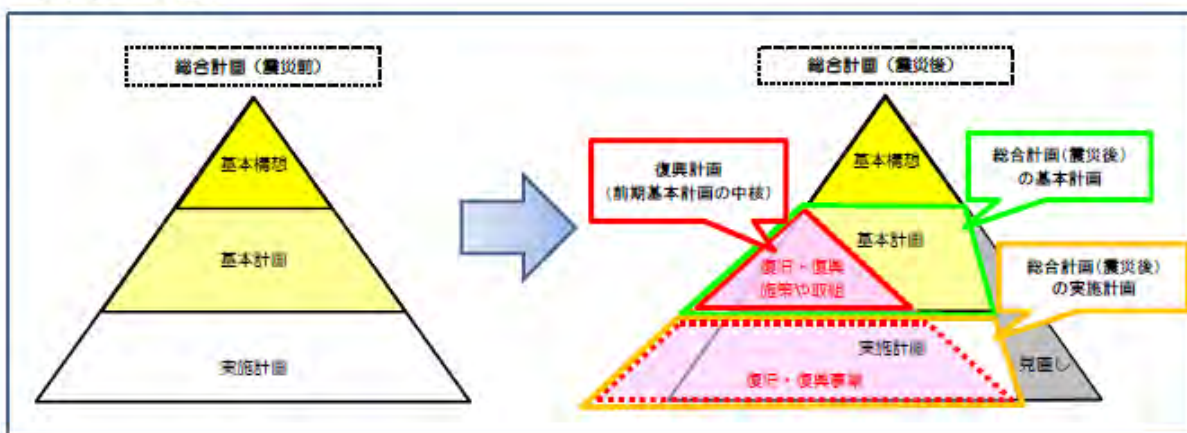 総合計画（震災前）
基本構想
基本計画
実施計画
総合計画（震災後）
基本構想
復興計画
(前期基本計画の中核)
総合計画(震災後)
の基本計画
基本計画
復旧・復興
施策や取組
総合計画(震災後)
の実施計画
実施計画
復旧・復興事業
見直し